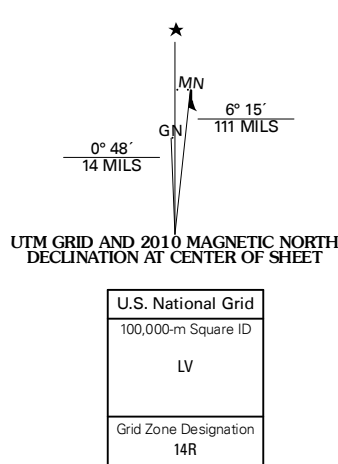 MN
6° 15´
111 MILS
GN
0° 48´
14 MILS
UTM GRID AND 2010 MAGNETIC NORTH
DECLINATION AT CENTER OF SHEET
U.S. National Grid
100,000-m Square ID
LV
Grid Zone Designation
14R